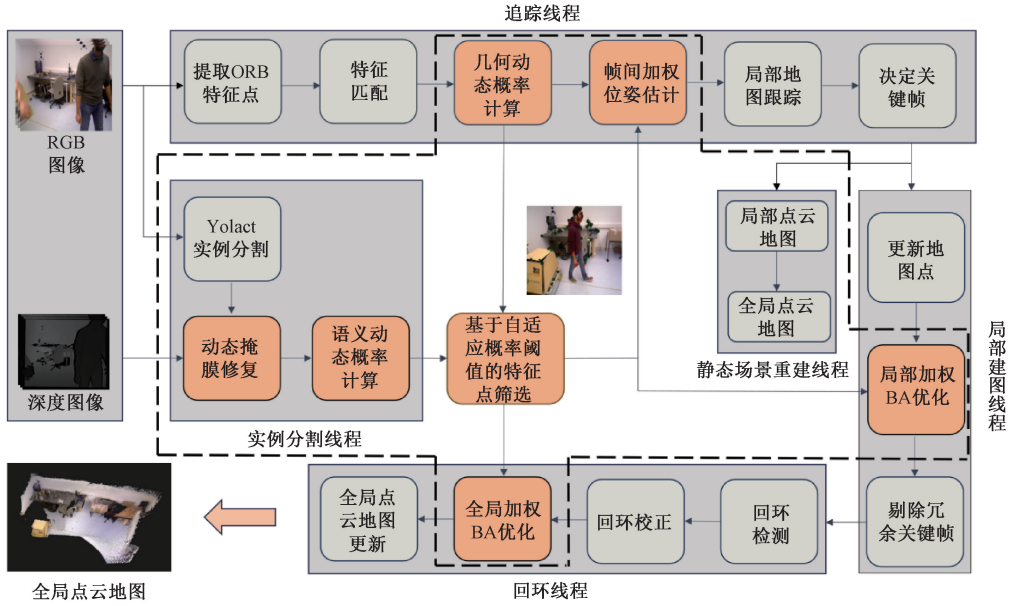 追踪线程
提取ORB
特征点
特征
匹配
几何动
态概率
计算
帧间加权
位姿估计
局部地
图跟踪
决定关
键帧
RGB
图像
Yolact
实例分割
动态掩
膜修复
语义动
态概率
计算
基于自适
应概率阈
值的特征
点筛选
局部点云
地图
全局点云
地图
静态场景重建线程
更新地
图点
局部加权
BA优化
剔除冗
余关键帧
局部建图线程
深度图像
实例分割线程
全局点
云地图
更新
全局加权
BA优化
回环校正
回环
检测
全局点云地图
回环线程